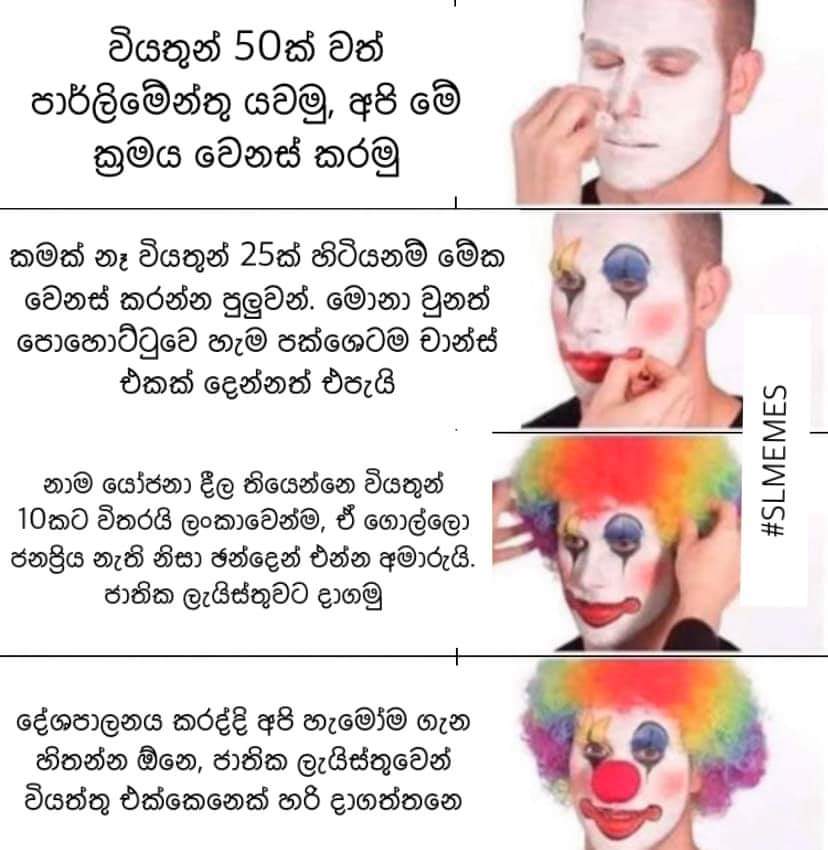 වියතුන් 50ක් වත්
පාර්ලිමේන්තු යවමු, අපි මේ
ක්‍රමය වෙනස් කරමු
කමක් නෑ වියතුන් 25ක් හිටියනම් මේක
වෙනස් කරන්න පුලුවන්. මොනා වුනත්
පොහොට්ටුවෙ හැම පක්ශෙටම චාන්ස්
එකක් දෙන්නත් එපැයි
#SLMEMES
නාම යෝජනා දීල තියෙන්නෙ වියතුන්
10කට විතරයි ලංකාවෙන්ම, ඒ ගොල්ලො
ජනප්‍රිය නැති නිසා ඡන්දෙන් එන්න අමාරුයි.
ජාතික ලැයිස්තුවට දාගමු
දේශපාලනය කරද්දි අපි හැමෝම ගැන
හිතන්න ඕනෙ, ජාතික ලැයිස්තුවෙන්
වියත්තු එක්කෙනෙක් හරි දාගත්තනෙ